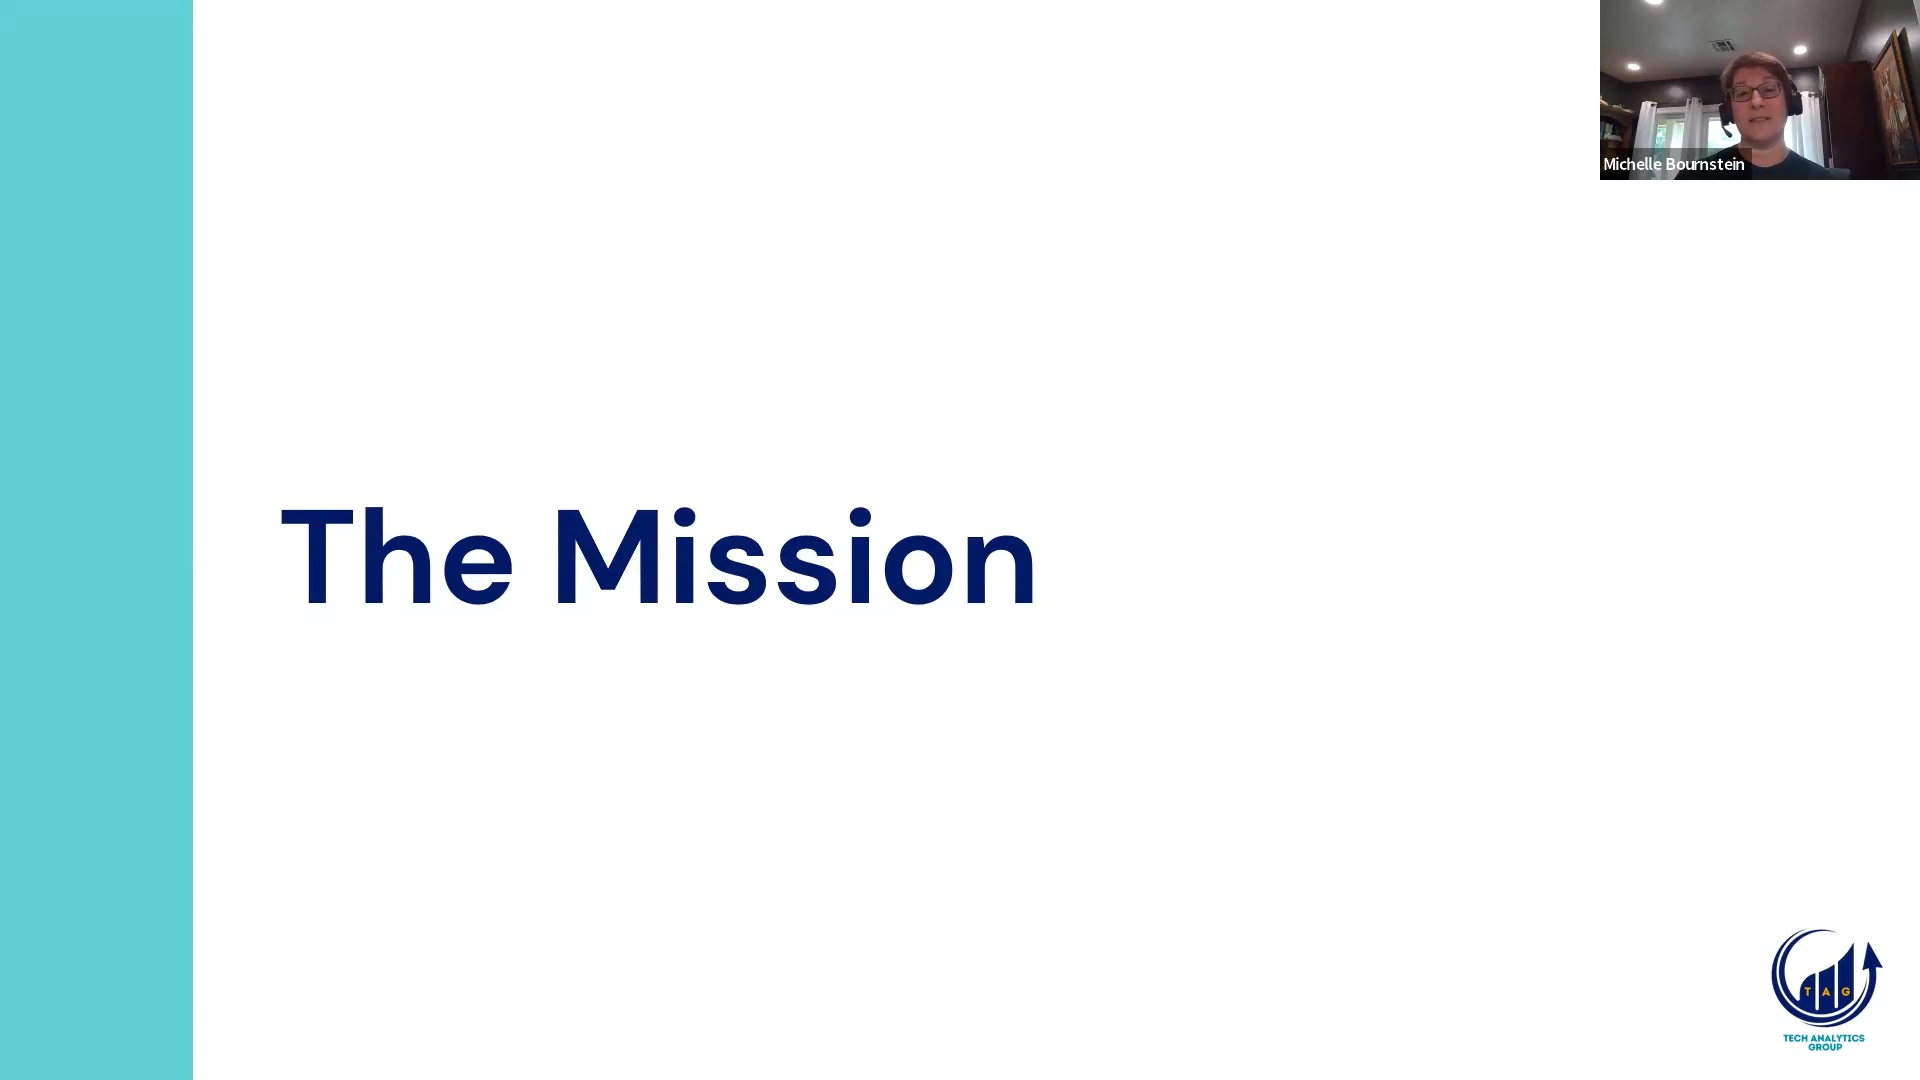 Michelle Bournstein
The Mission
T A G
TECH ANALYTICS
GROUP